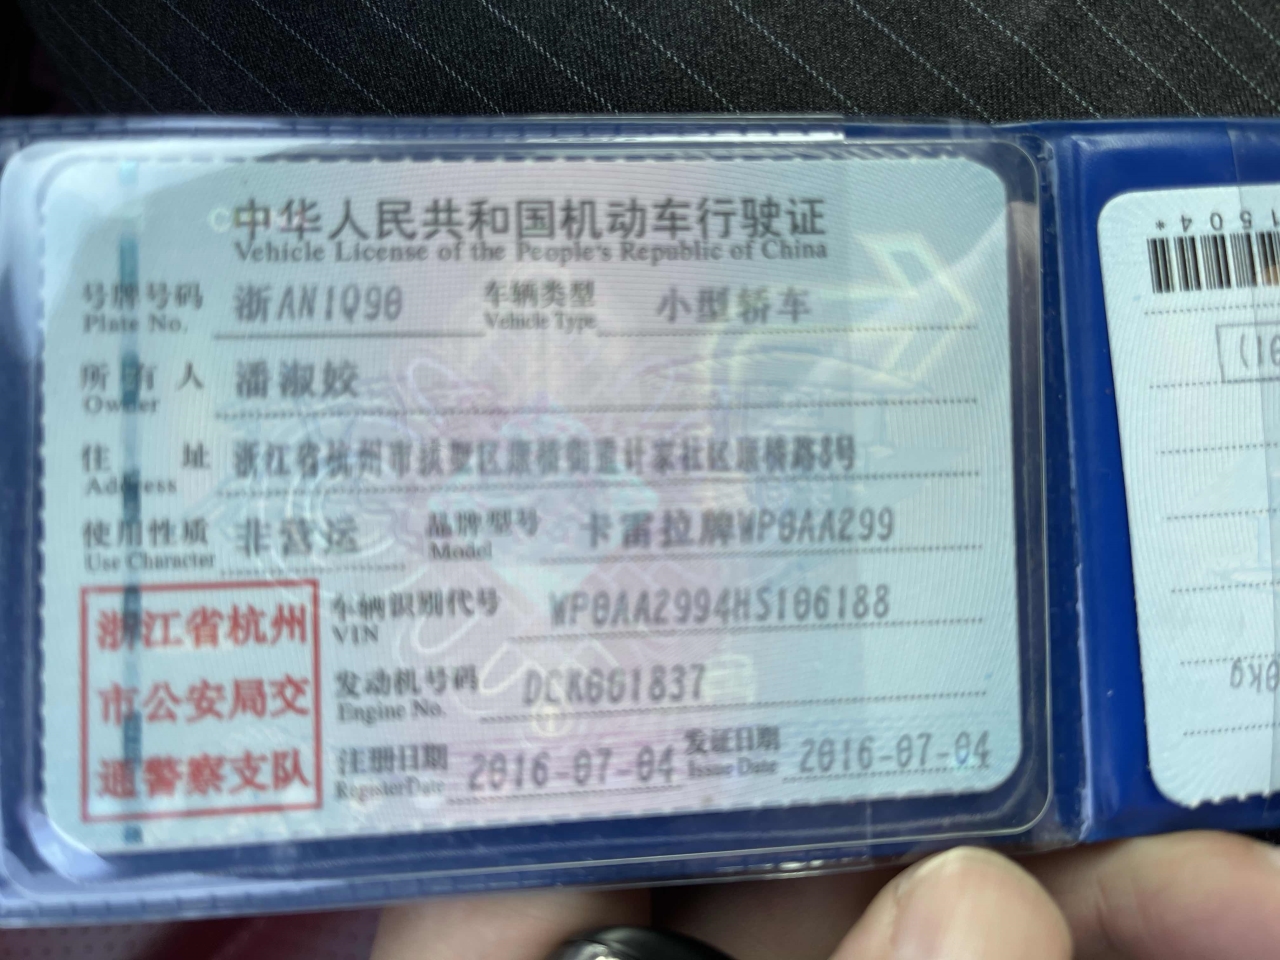 中华人民共和国机动车行驶证
Vehicle License of the People's Republic of China
号牌号码 浙AN1Q90 车辆类型 小型轿车
Plate No. Vehicle Type
所有人 潘淑姣
Owner
住址 浙江省杭州市拱墅区康桥街道计家社区康桥路8号
Address
使用性质 非营运 品牌型号 卡雷拉牌WP0AA299
Use Character Model
浙江省杭州 车辆识别代号 WP0AA2994HS106188
VIN
市公安局交 发动机号码 DCK661837
Engine No.
通警察支队 注册日期 2016-07-04 发证日期 2016-07-04
Register Date Issue Date